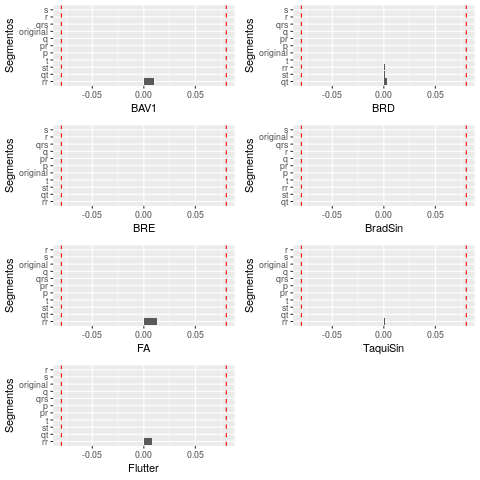 Segmentos
s
r
qrs
original
q
pr
p
t
st
qt
rr
-0.05 0.00 0.05
BAV1
Segmentos
s
r
qrs
q
pr
p
original
t
rr
st
qt
-0.05 0.00 0.05
BRD
Segmentos
s
r
qrs
q
pr
p
original
t
st
qt
rr
-0.05 0.00 0.05
BRE
Segmentos
s
original
qrs
r
q
pr
p
t
rr
st
qt
-0.05 0.00 0.05
BradSin
Segmentos
r
s
original
q
qrs
pr
p
t
st
qt
rr
-0.05 0.00 0.05
FA
Segmentos
r
s
original
q
qrs
p
pr
t
st
qt
rr
-0.05 0.00 0.05
TaquiSin
Segmentos
r
s
original
q
qrs
p
pr
t
st
qt
rr
-0.05 0.00 0.05
Flutter